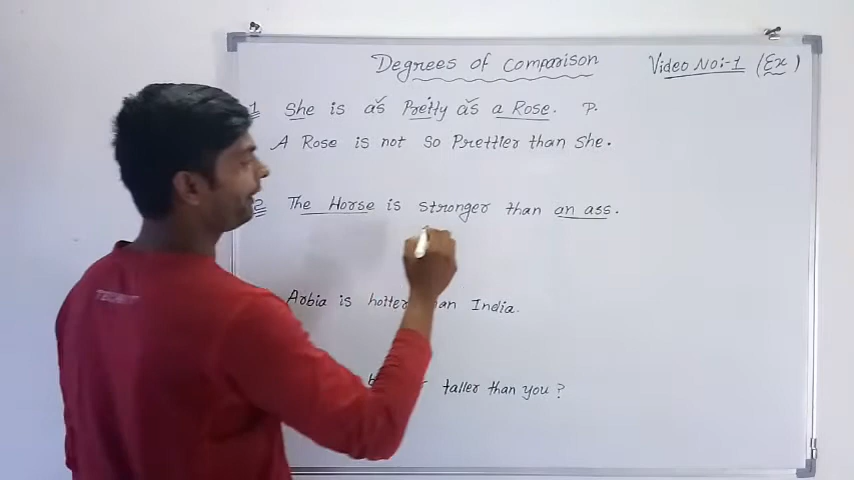 Degrees of comparison
Video No:-1 (Ex)
1 She is as Pretty as a Rose. P.
A Rose is not so Prettier than she.
2 The Horse is stronger than an ass.
Arbia is hotter than India.
taller than you?